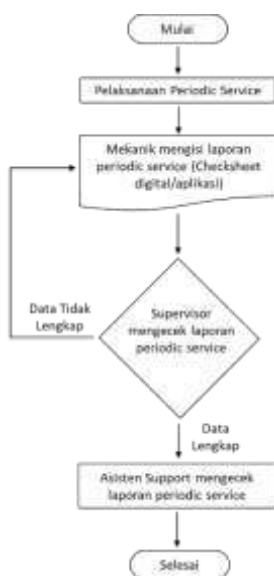 Mulai
Pelaksanaan Periodic Service
Mekanik mengisi laporan
periodic service (Checksheet
digital/aplikasi)
Data Tidak
Lengkap
Supervisor
mengecek laporan
periodic service
Data
Lengkap
Asisten Support mengecek
laporan periodic service
Selesai